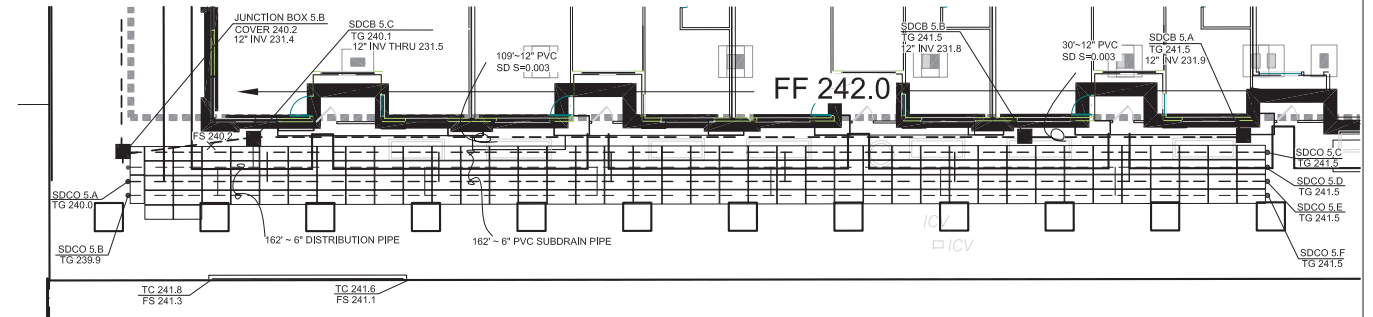 JUNCTION BOX 5.B
COVER 240.2
12" INV 231.4
SDCB 5.C
TG 240.1
12" INV THRU 231.5
109'~12" PVC
SD S=0.003
FF 242.0
SDCB 5.B
TG 241.5
12" INV 231.8
30'~12" PVC
SD S=0.003
SDCB 5.A
TG 241.5
12" INV 231.9
FS 240.2
SDCO 5.A
TG 240.0
SDCO 5.B
TG 239.9
162' ~ 6" DISTRIBUTION PIPE
162' ~ 6" PVC SUBDRAIN PIPE
ICV
ICV
SDCO 5.C
TG 241.5
SDCO 5.D
TG 241.5
SDCO 5.E
TG 241.5
SDCO 5.F
TG 241.5
TC 241.8
FS 241.3
TC 241.6
FS 241.1